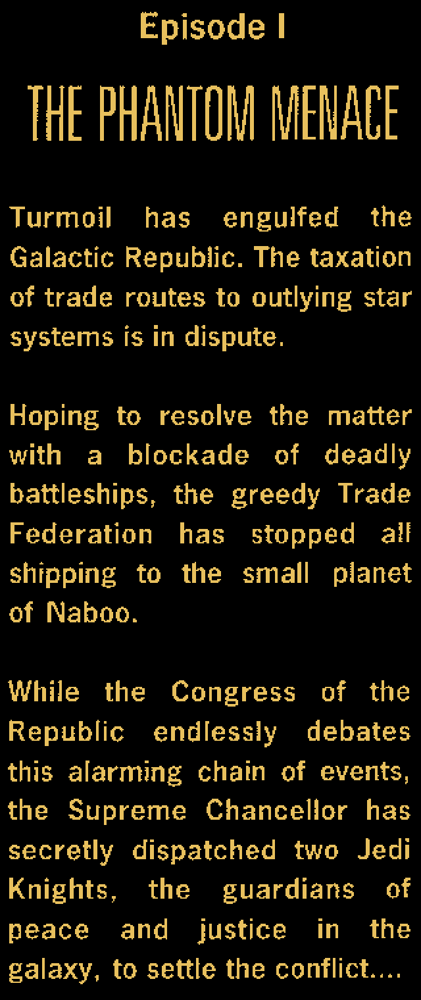 Episode I
THE PHANTOM MENACE
Turmoil has engulfed the
Galactic Republic. The taxation
of trade routes to outlying star
systems is in dispute.
Hoping to resolve the matter
with a blockade of deadly
battleships, the greedy Trade
Federation has stopped all
shipping to the small planet
of Naboo.
While the Congress of the
Republic endlessly debates
this alarming chain of events,
the Supreme Chancellor has
secretly dispatched two Jedi
Knights, the guardians of
peace and justice in the
galaxy, to settle the conflict....